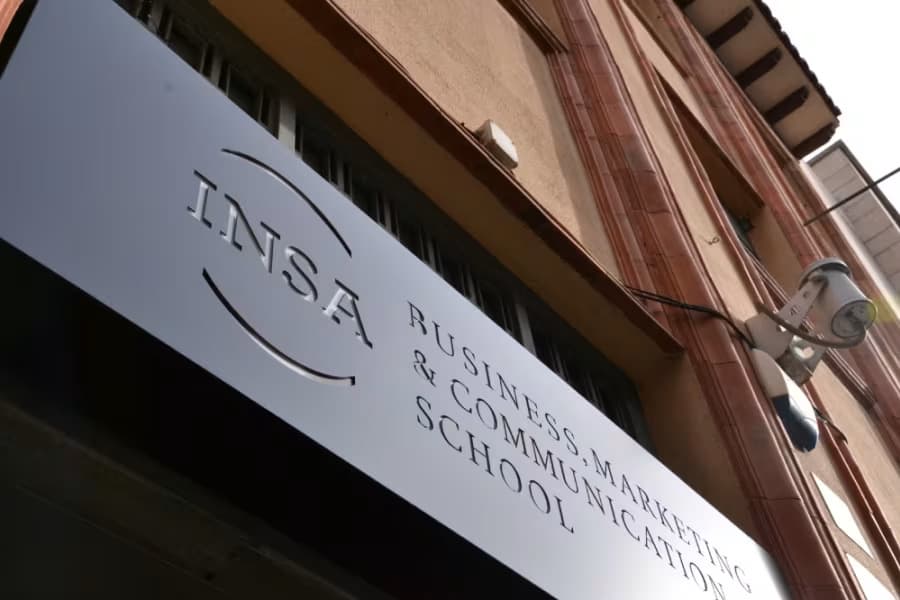 INSA
BUSINESS, MARKETING
& COMMUNICATION
SCHOOL